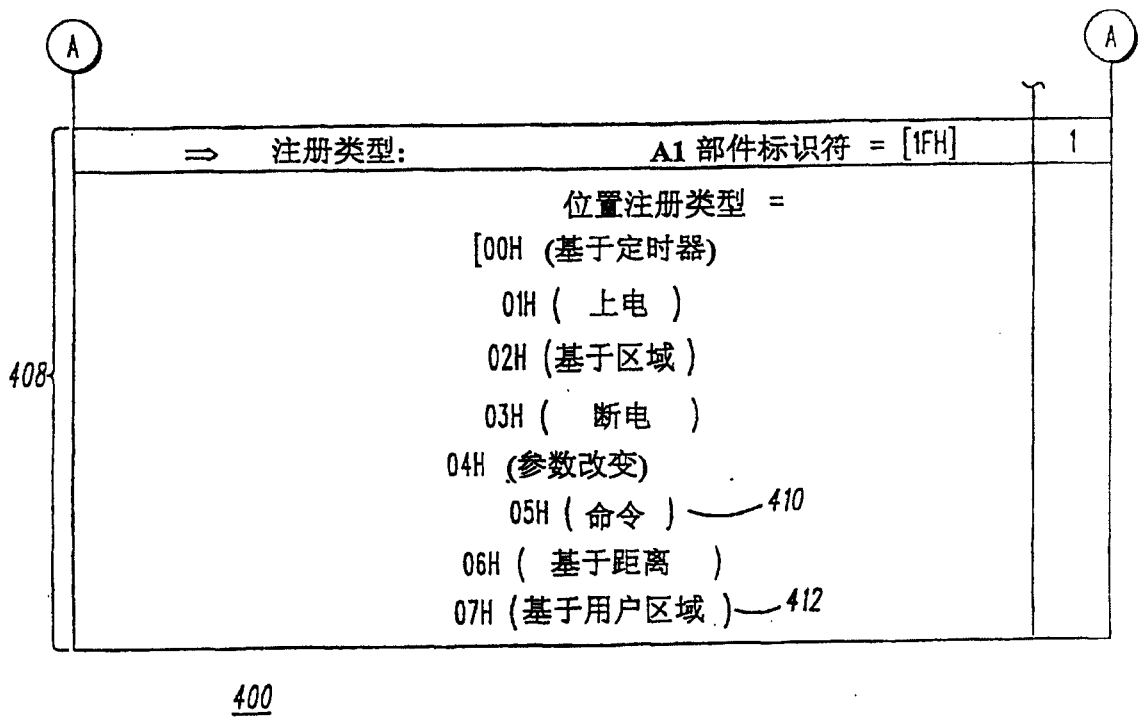 A A
⇒ 注册类型: A1 部件标识符 = [1FH] 1
位置注册类型 =
[00H (基于定时器)
01H ( 上电 )
02H (基于区域)
408
03H ( 断电 )
04H (参数改变)
05H ( 命令 ) 410
06H ( 基于距离 )
07H (基于用户区域) 412
400